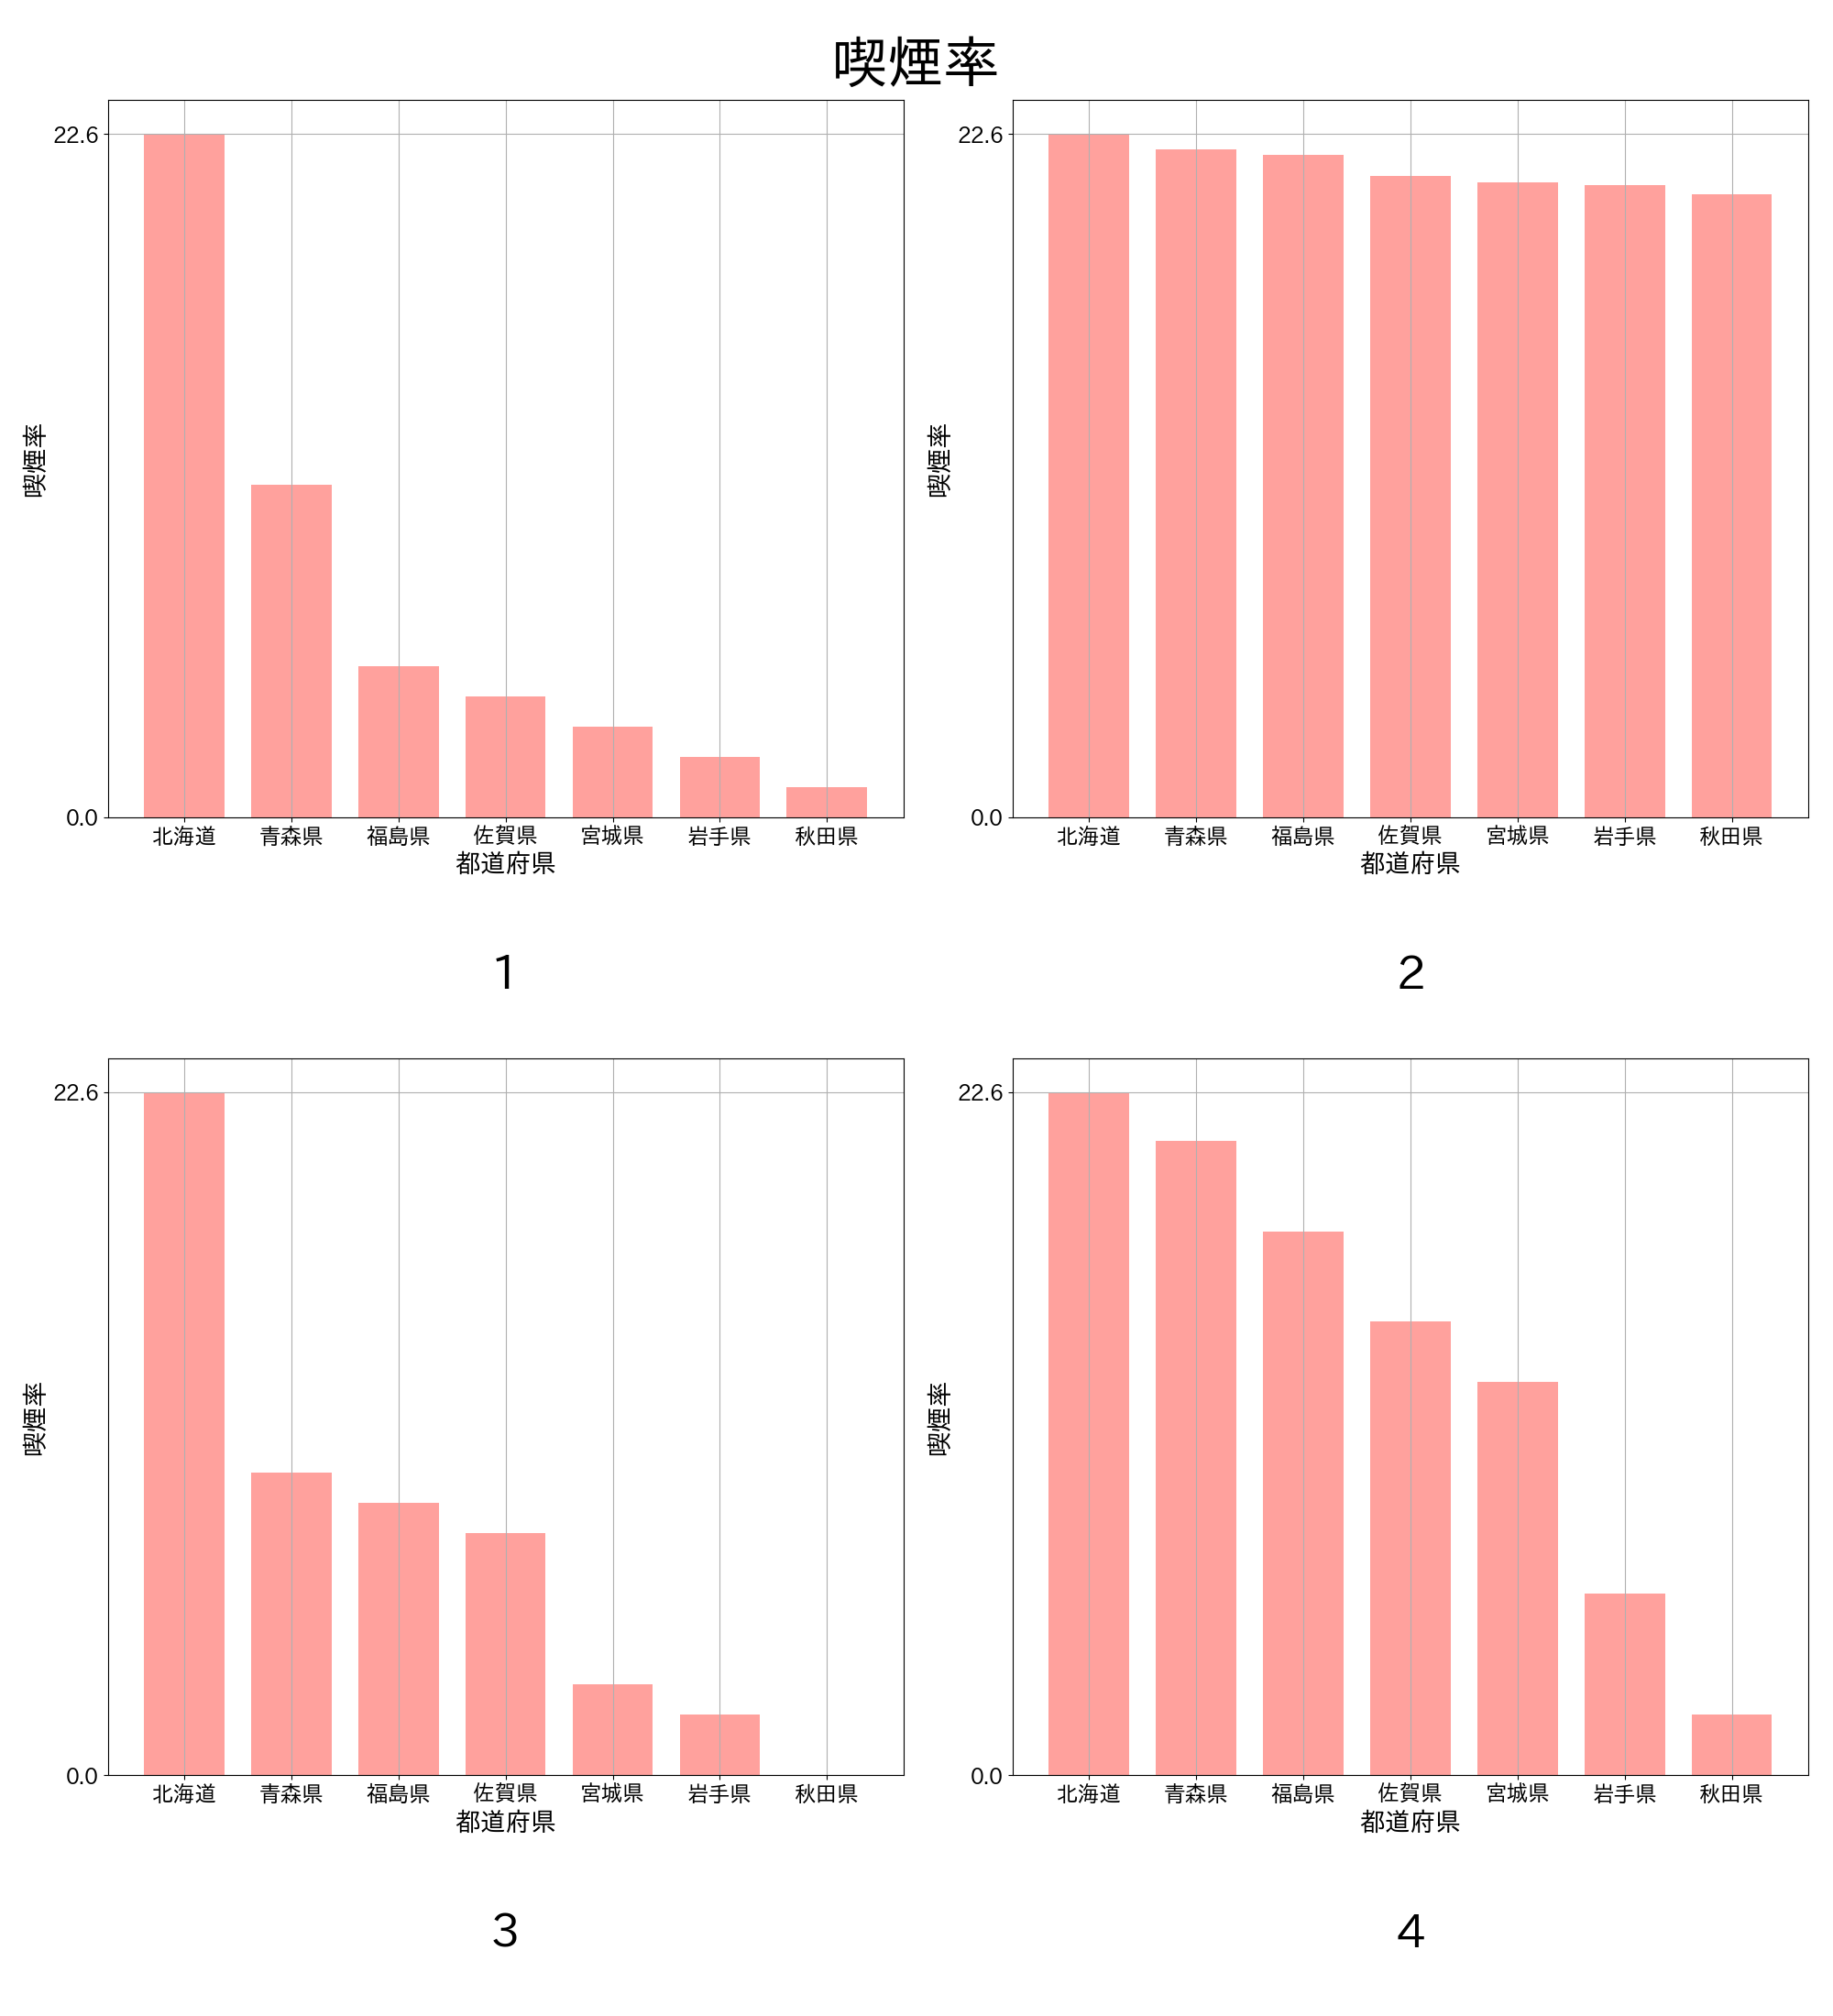 喫煙率
22.6
0.0
喫煙率
北海道 青森県 福島県 佐賀県 宮城県 岩手県 秋田県
都道府県
1
22.6
0.0
喫煙率
北海道 青森県 福島県 佐賀県 宮城県 岩手県 秋田県
都道府県
2
22.6
0.0
喫煙率
北海道 青森県 福島県 佐賀県 宮城県 岩手県 秋田県
都道府県
3
22.6
0.0
喫煙率
北海道 青森県 福島県 佐賀県 宮城県 岩手県 秋田県
都道府県
4